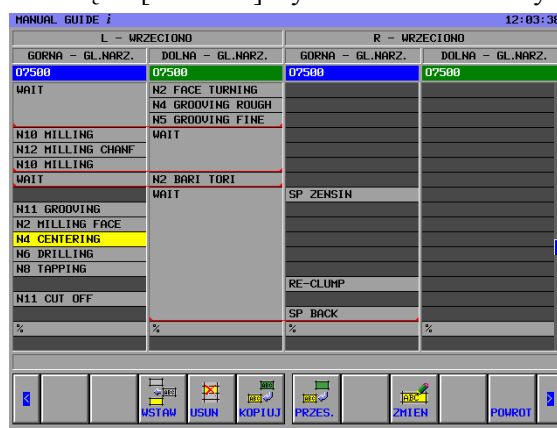 MANUAL GUIDE i 12:03:38
L - WRZECIONO R - WRZECIONO
GORNA - GL.NARZ. DOLNA - GL.NARZ. GORNA - GL.NARZ. DOLNA - GL.NARZ.
O7500 O7500 O7500 O7500
WAIT N2 FACE TURNING
N4 GROOVING ROUGH
N5 GROOVING FINE
N10 MILLING WAIT
N12 MILLING CHANF
N10 MILLING
WAIT N2 BARI TORI
WAIT SP ZENSIN
N11 GROOVING
N2 MILLING FACE
N4 CENTERING
N6 DRILLING
N8 TAPPING
RE-CLUMP
N11 CUT OFF
SP BACK
% % % %
WSTAW USUN KOPIUJ PRZES. ZMIEN POWROT